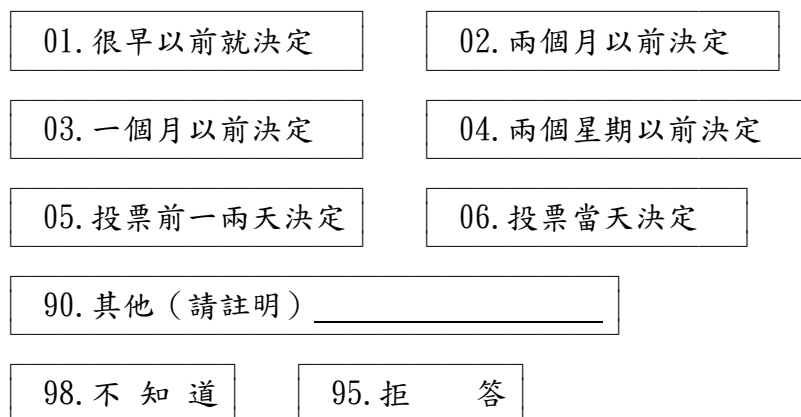 01.很早以前就決定 02.兩個月以前決定
03.一個月以前決定 04.兩個星期以前決定
05.投票前一兩天決定 06.投票當天決定
90.其他（請註明）
98.不 知 道 95.拒 答